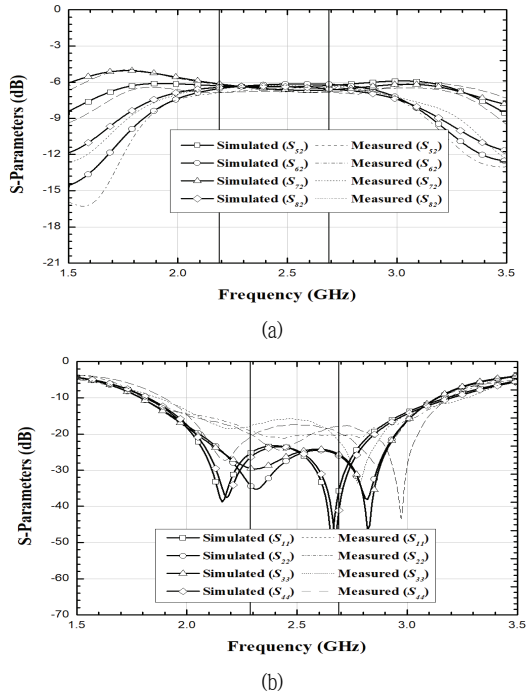 0
-3
-6
-9
-12
-15
-18
-21
S-Parameters (dB)
Simulated (S52) Measured (S52)
Simulated (S62) Measured (S62)
Simulated (S72) Measured (S72)
Simulated (S82) Measured (S82)
1.5 2.0 2.5 3.0 3.5
Frequency (GHz)
(a)
0
-10
-20
-30
-40
-50
-60
-70
S-Parameters (dB)
Simulated (S11) Measured (S11)
Simulated (S22) Measured (S22)
Simulated (S33) Measured (S33)
Simulated (S44) Measured (S44)
1.5 2.0 2.5 3.0 3.5
Frequency (GHz)
(b)